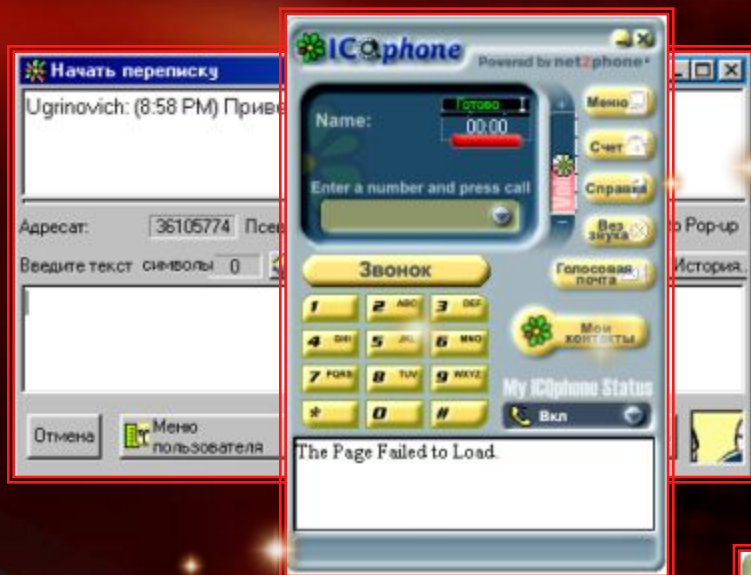 Начать переписку
Ugrinovich: (8:58 PM)
Адресат: 36105774
Введите текст символы 0
Отмена
Меню
пользователя
o Pop-up
История..
ICQphone
Powered by net2phone
Name:
Готово
00:00
Enter a number and press call
Vol
Меню
Счет
Справка
Без
звука
Голосовая
почта
Звонок
Мои
контакты
1 2 ABC 3 DEF
4 GHI 5 JKL 6 MNO
7 PQRS 8 TUV 9 WXYZ
* 0 #
My ICQphone Status
Вкл
The Page Failed to Load.